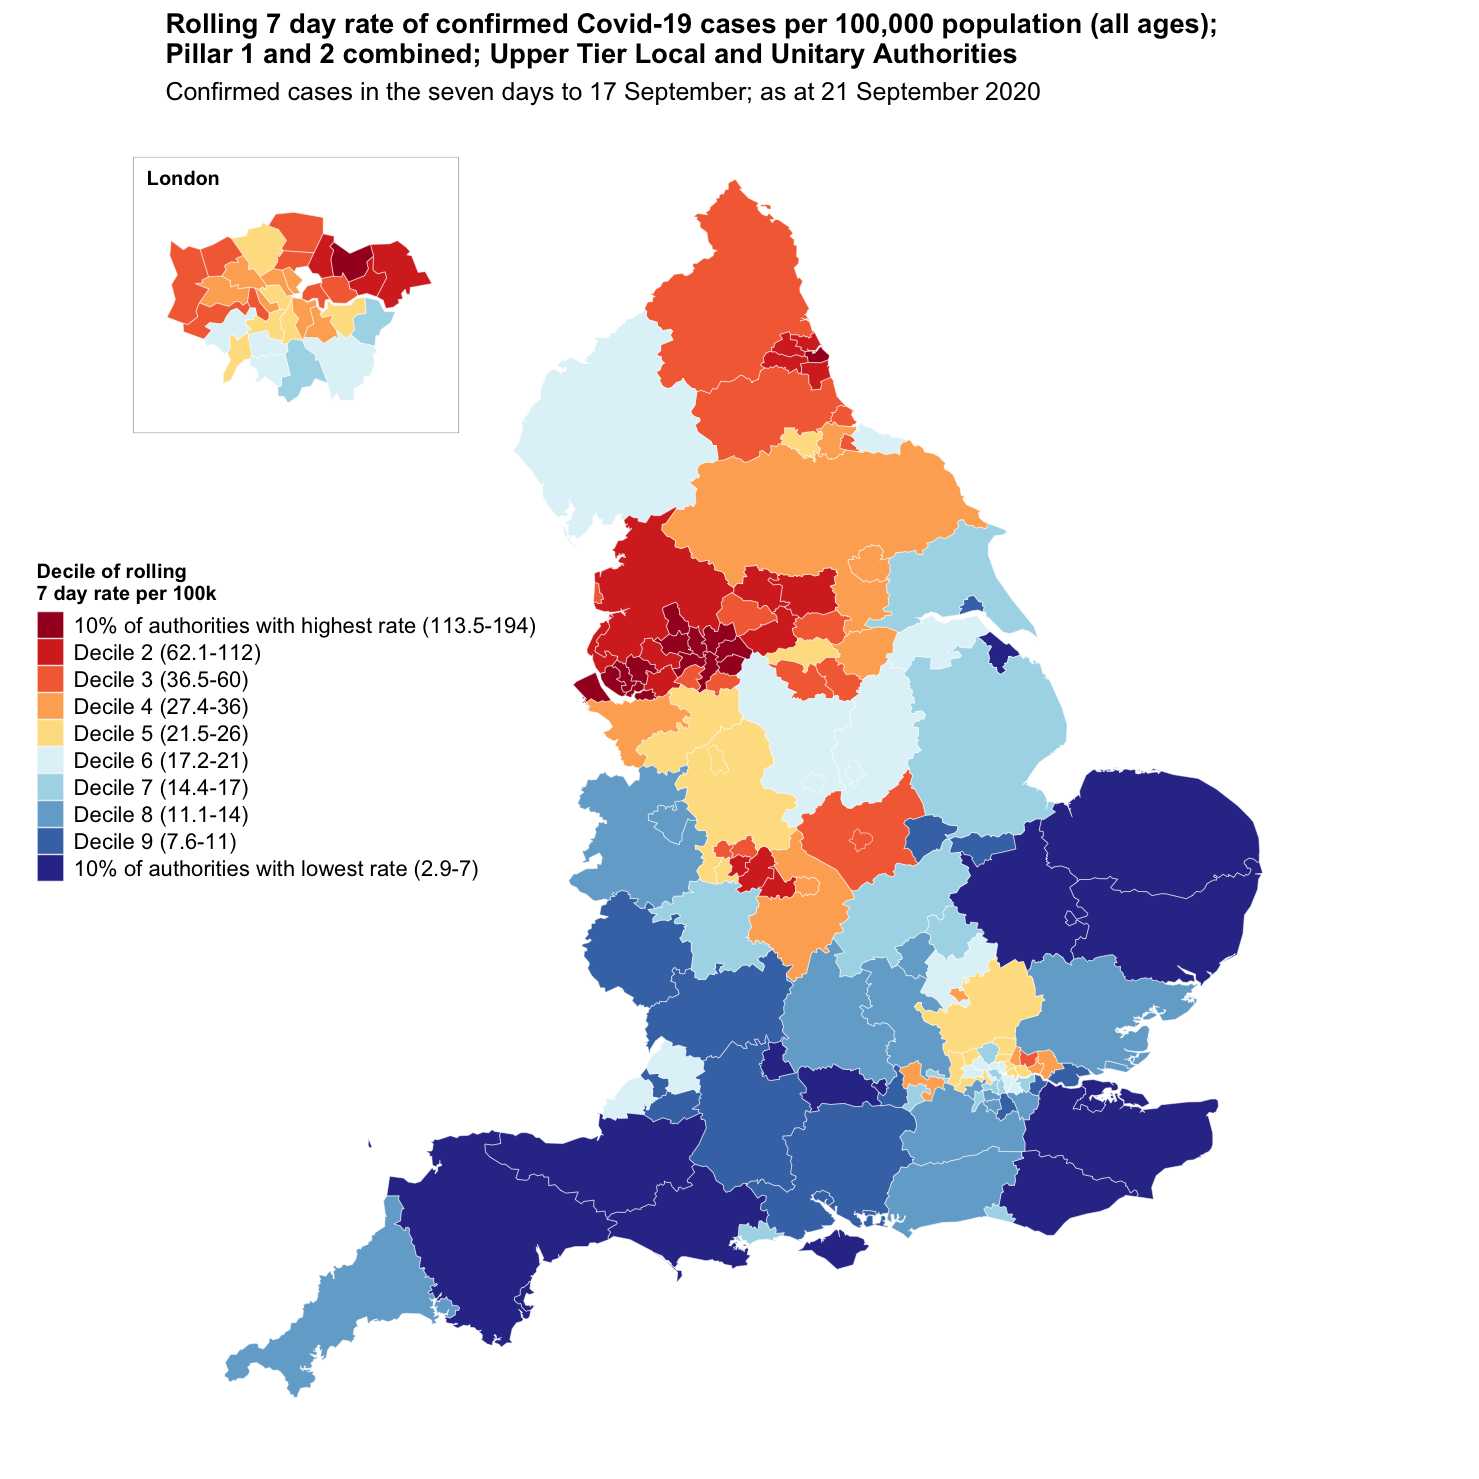 Rolling 7 day rate of confirmed Covid-19 cases per 100,000 population (all ages);
Pillar 1 and 2 combined; Upper Tier Local and Unitary Authorities
Confirmed cases in the seven days to 17 September; as at 21 September 2020
London
Decile of rolling
7 day rate per 100k
10% of authorities with highest rate (113.5-194)
Decile 2 (62.1-112)
Decile 3 (36.5-60)
Decile 4 (27.4-36)
Decile 5 (21.5-26)
Decile 6 (17.2-21)
Decile 7 (14.4-17)
Decile 8 (11.1-14)
Decile 9 (7.6-11)
10% of authorities with lowest rate (2.9-7)